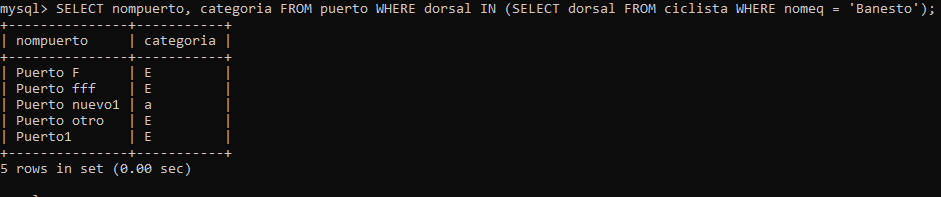 mysql> SELECT nompuerto, categoria FROM puerto WHERE dorsal IN (SELECT dorsal FROM ciclista WHERE nomeq = 'Banesto');
+---------------+-----------+
| nompuerto     | categoria |
+---------------+-----------+
| Puerto F      | E         |
| Puerto fff    | E         |
| Puerto nuevo1 | a         |
| Puerto otro   | E         |
| Puerto1       | E         |
+---------------+-----------+
5 rows in set (0.00 sec)